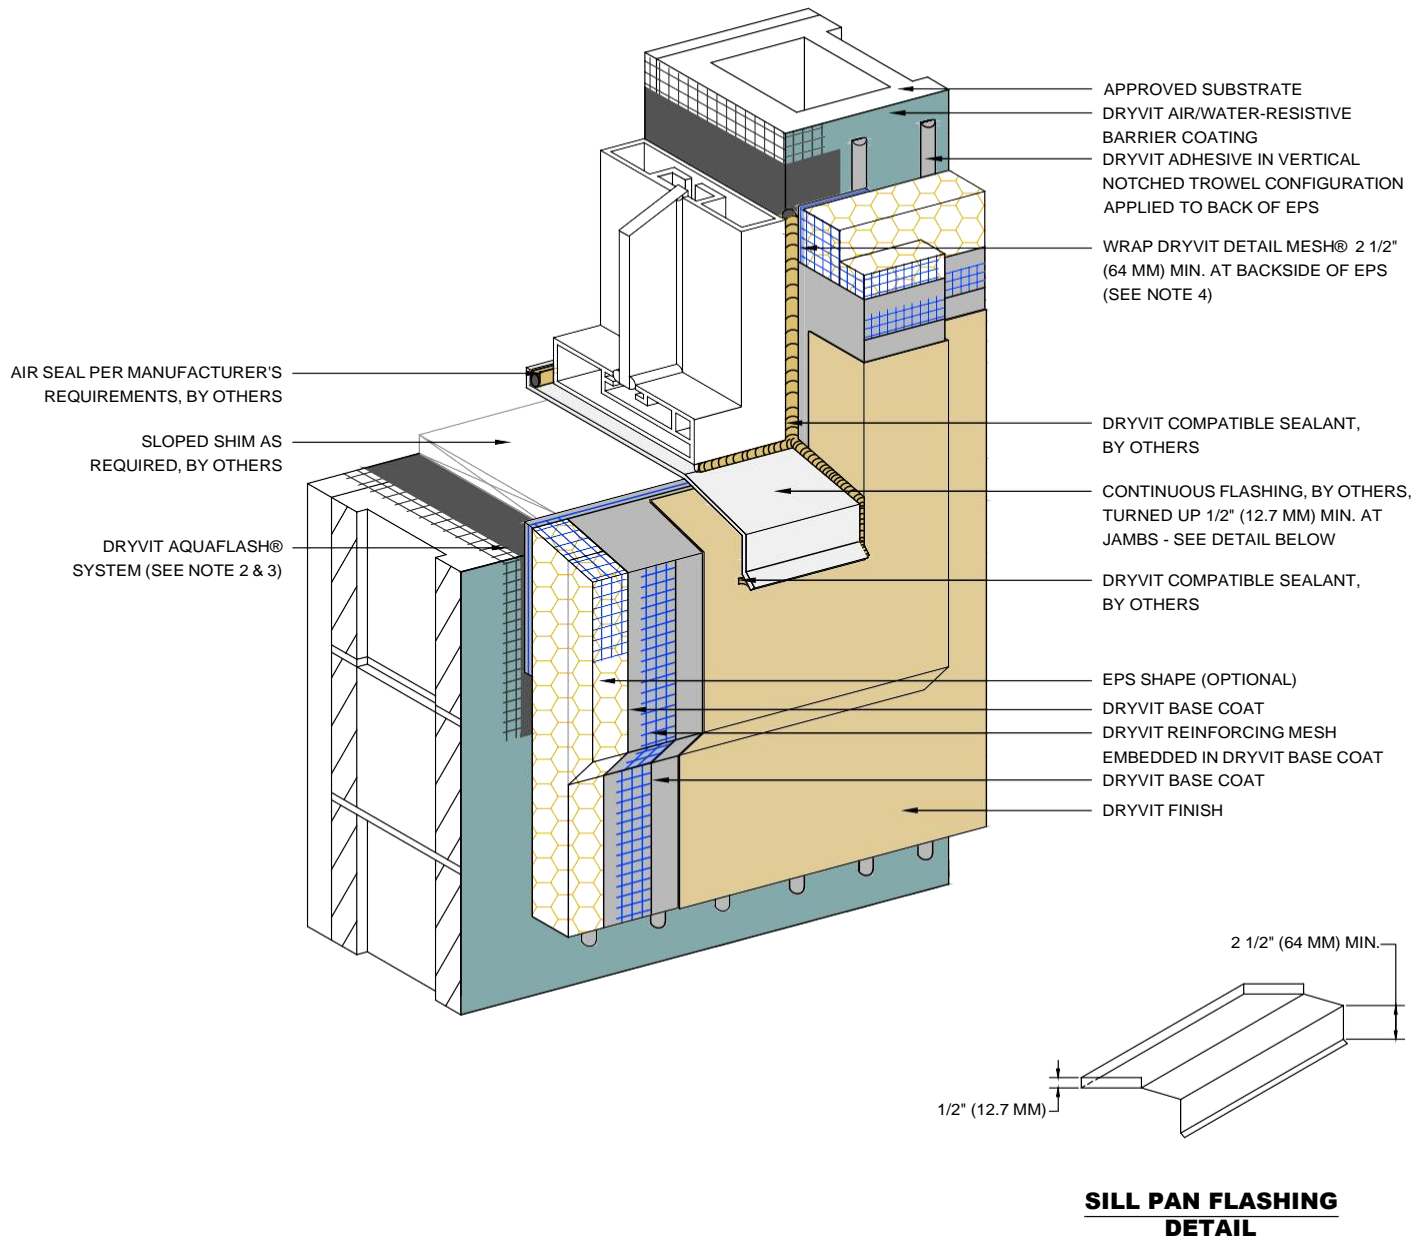 APPROVED SUBSTRATE
DRYVIT AIR/WATER-RESISTIVE
BARRIER COATING
DRYVIT ADHESIVE IN VERTICAL
NOTCHED TROWEL CONFIGURATION
APPLIED TO BACK OF EPS
WRAP DRYVIT DETAIL MESH® 2 1/2"
(64 MM) MIN. AT BACKSIDE OF EPS
(SEE NOTE 4)
AIR SEAL PER MANUFACTURER'S
REQUIREMENTS, BY OTHERS
SLOPED SHIM AS
REQUIRED, BY OTHERS
DRYVIT AQUAFLASH®
SYSTEM (SEE NOTE 2 & 3)
DRYVIT COMPATIBLE SEALANT,
BY OTHERS
CONTINUOUS FLASHING, BY OTHERS,
TURNED UP 1/2" (12.7 MM) MIN. AT
JAMBS - SEE DETAIL BELOW
DRYVIT COMPATIBLE SEALANT,
BY OTHERS
EPS SHAPE (OPTIONAL)
DRYVIT BASE COAT
DRYVIT REINFORCING MESH
EMBEDDED IN DRYVIT BASE COAT
DRYVIT BASE COAT
DRYVIT FINISH
2 1/2" (64 MM) MIN.
1/2" (12.7 MM)
SILL PAN FLASHING
DETAIL